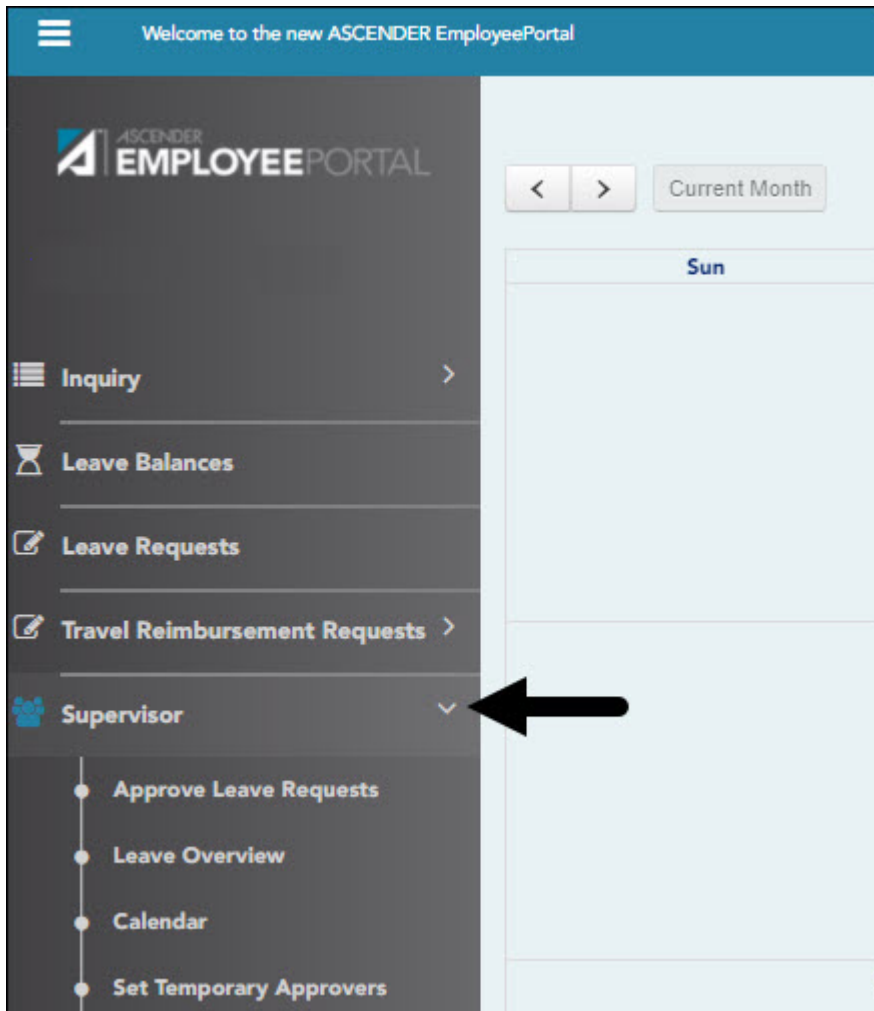 Welcome to the new ASCENDER EmployeePortal
ASCENDER
EMPLOYEEPORTAL
Current Month
Sun
Inquiry
Leave Balances
Leave Requests
Travel Reimbursement Requests
Supervisor
Approve Leave Requests
Leave Overview
Calendar
Set Temporary Approvers